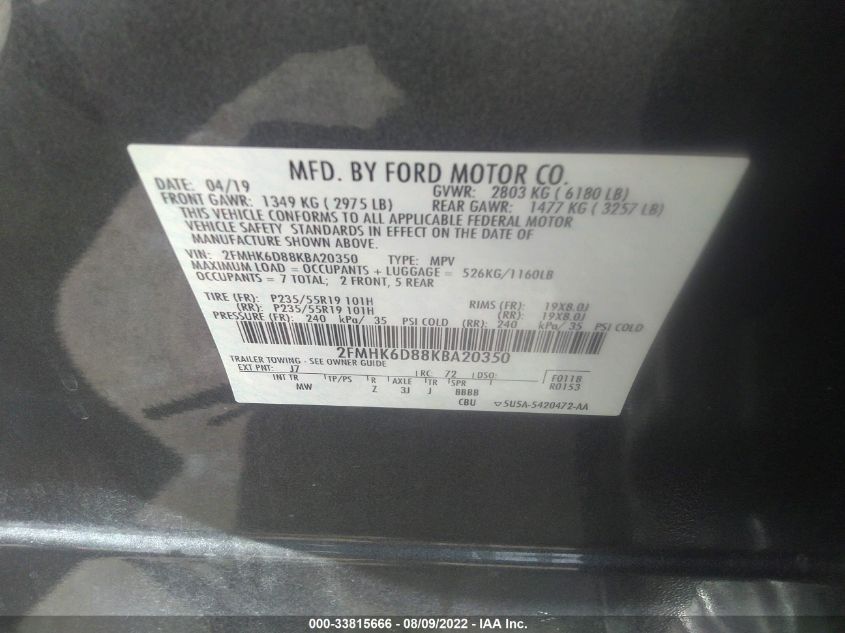 MFD. BY FORD MOTOR CO.
DATE: 04/19 GVWR: 2803 KG ( 6180 LB)
FRONT GAWR: 1349 KG ( 2975 LB) REAR GAWR: 1477 KG ( 3257 LB)
THIS VEHICLE CONFORMS TO ALL APPLICABLE FEDERAL MOTOR
VEHICLE SAFETY STANDARDS IN EFFECT ON THE DATE OF
MANUFACTURE SHOWN ABOVE.
VIN: 2FMHK6D88KBA20350 TYPE: MPV
MAXIMUM LOAD = OCCUPANTS + LUGGAGE = 526KG/1160LB
OCCUPANTS = 7 TOTAL; 2 FRONT, 5 REAR
TIRE (FR): P235/55R19 101H RIMS (FR): 19X8.0J
(RR): P235/55R19 101H (RR): 19X8.0J
PRESSURE (FR): 240 kPa/ 35 PSI COLD (RR): 240 kPa/ 35 PSI COLD
2FMHK6D88KBA20350
TRAILER TOWING - SEE OWNER GUIDE
EXT PNT: J7 RC: 72 DSO: F0118
INT TR TP/PS R AXLE TR SPR R0153
MW Z 3J J BBBB
CBU 5U5A-5420472-AA
000-33815666 - 08/09/2022 - IAA Inc.